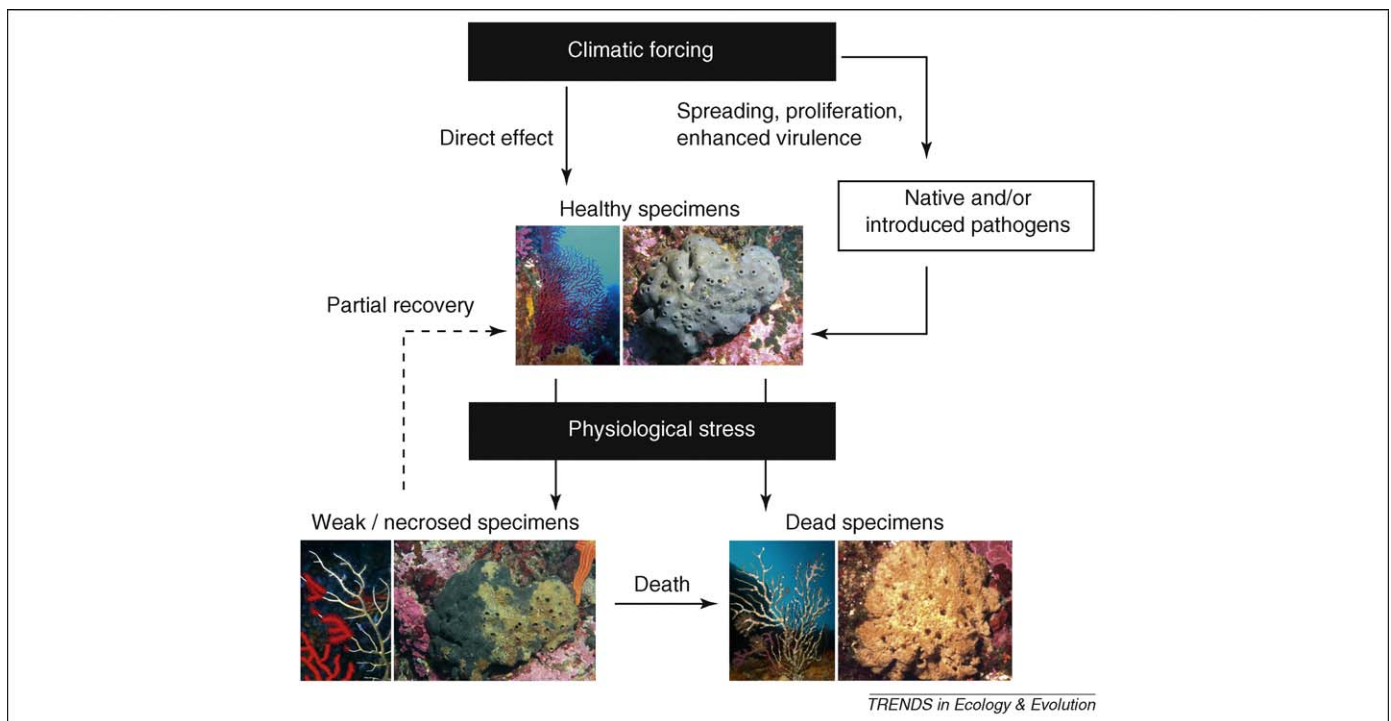 Climatic forcing
Direct effect
Spreading, proliferation,
enhanced virulence
Native and/or
introduced pathogens
Healthy specimens
Partial recovery
Physiological stress
Weak / necrosed specimens
Death
Dead specimens
TRENDS in Ecology & Evolution